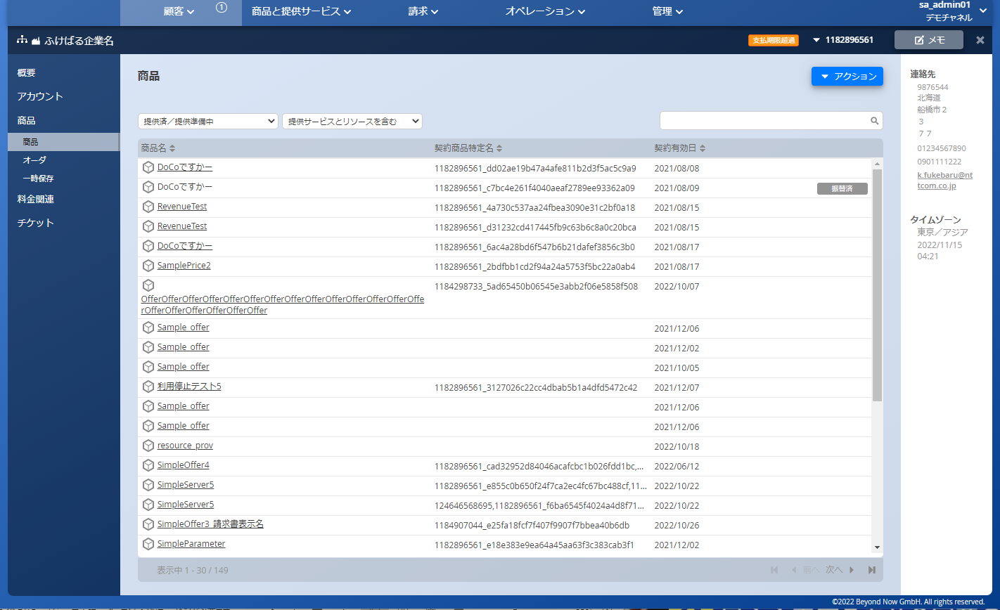 顧客
1
商品と提供サービス
請求
オペレーション
管理
sa_admin01
デモチャネル
ふけばる企業名
支払期限超過
1182896561
メモ
概要
アカウント
商品
商品
オーダ
一時保存
料金関連
チケット
商品
アクション
提供済／提供準備中
提供サービスとリソースを含む
商品名 契約商品特定名 契約有効日
DoCoですかー 1182896561_dd02ae19b47a4afe811b2d3f5ac5c9a9 2021/08/08
DoCoですかー 1182896561_c7bc4e261f4040aeaf2789ee93362a09 2021/08/09 振替済
RevenueTest 1182896561_4a730c537aa24fbea3090e31c2bf0a18 2021/08/15
RevenueTest 1182896561_d31232cd417445fb9c63b6c8a0c20bca 2021/08/15
DoCoですかー 1182896561_6ac4a28bd6f547b6b21dafef3856c3b0 2021/08/17
SamplePrice2 1182896561_2bdfbb1cd2f94a24a5753f5bc22a0ab4 2021/08/17
1184298733_5ad65450b06545e3abb2f06e5858f508 2022/10/07
OfferOfferOfferOfferOfferOfferOfferOfferOfferOfferOfferOfferOfferOffe
rOfferOfferOfferOfferOfferOffer
Sample_offer 2021/12/06
Sample_offer 2021/12/02
Sample_offer 2021/10/05
利用停止テスト5 1182896561_3127026c22cc4dbab5b1a4dfd5472c42 2021/12/07
Sample_offer 2021/12/06
Sample_offer 2021/12/06
resource_prov 2022/10/18
SimpleOffer4 1182896561_cad32952d84046acafcbc1b026fdd1bc,... 2022/06/12
SimpleServer5 1182896561_e855c0b650f24f7ca2ec4fc67bc488cf,11... 2022/10/22
SimpleServer5 124646568695,1182896561_f6ba6545f4024a4d8f71... 2022/10/22
SimpleOffer3_請求書表示名 1184907044_e25fa18fcf7f407f9907f7bbea40b6db 2022/10/26
SimpleParameter 1182896561_e18e383e9ea64a45aa63f3c383cab3f1 2021/12/02
表示中 1 - 30 / 149
前へ 次へ
連絡先
9876544
北海道
船橋市２
３
７７
01234567890
0901111222
k.fukebaru@nt
tcom.co.jp
タイムゾーン
東京／アジア
2022/11/15
04:21
©2022 Beyond Now GmbH. All rights reserved.